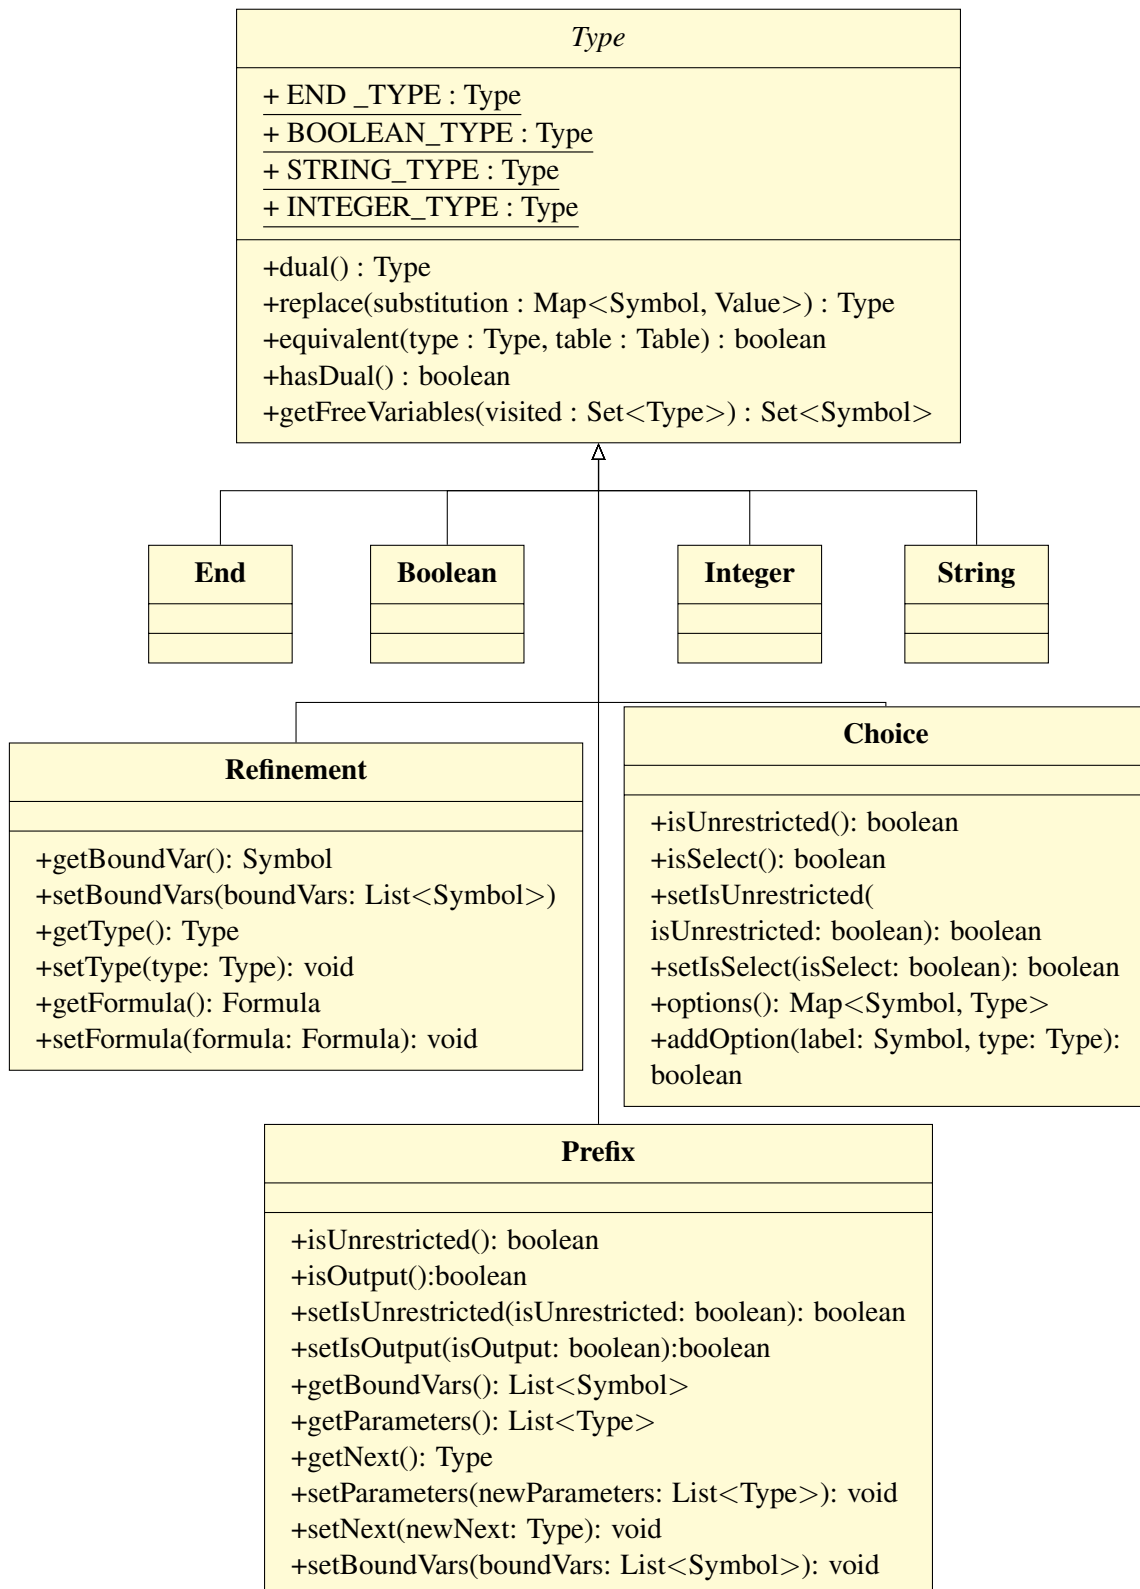 Type
+ END _TYPE : Type
+ BOOLEAN_TYPE : Type
+ STRING_TYPE : Type
+ INTEGER_TYPE : Type
+dual() : Type
+replace(substitution : Map<Symbol, Value>) : Type
+equivalent(type : Type, table : Table) : boolean
+hasDual() : boolean
+getFreeVariables(visited : Set<Type>) : Set<Symbol>
End
Boolean
Integer
String
Refinement
+getBoundVar(): Symbol
+setBoundVars(boundVars: List<Symbol>)
+getType(): Type
+setType(type: Type): void
+getFormula(): Formula
+setFormula(formula: Formula): void
Choice
+isUnrestricted(): boolean
+isSelect(): boolean
+setIsUnrestricted(
isUnrestricted: boolean): boolean
+setIsSelect(isSelect: boolean): boolean
+options(): Map<Symbol, Type>
+addOption(label: Symbol, type: Type):
boolean
Prefix
+isUnrestricted(): boolean
+isOutput():boolean
+setIsUnrestricted(isUnrestricted: boolean): boolean
+setIsOutput(isOutput: boolean):boolean
+getBoundVars(): List<Symbol>
+getParameters(): List<Type>
+getNext(): Type
+setParameters(newParameters: List<Type>): void
+setNext(newNext: Type): void
+setBoundVars(boundVars: List<Symbol>): void